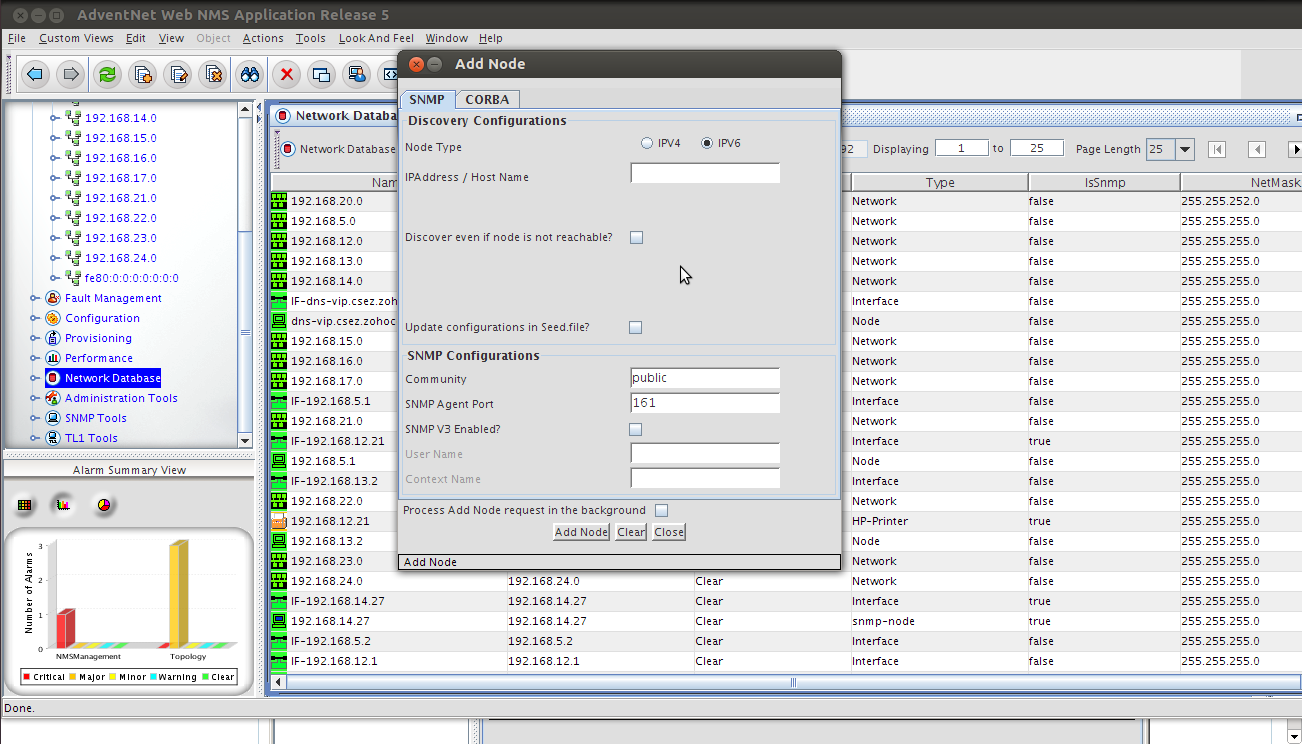 AdventNet Web NMS Application Release 5
File Custom Views Edit View Object Actions Tools Look And Feel Window Help
192.168.14.0
192.168.15.0
192.168.16.0
192.168.17.0
192.168.21.0
192.168.22.0
192.168.23.0
192.168.24.0
fe80:0:0:0:0:0:0:0
Fault Management
Configuration
Provisioning
Performance
Network Database
Administration Tools
SNMP Tools
TL1 Tools
Alarm Summary View
Number of Alarms
3
2
1
0
NMSManagement Topology
Critical Major Minor Warning Clear
Done.
Add Node
SNMP CORBA
Discovery Configurations
Node Type IPV4 IPV6
IPAddress / Host Name
Discover even if node is not reachable?
Update configurations in Seed.file?
SNMP Configurations
Community public
SNMP Agent Port 161
SNMP V3 Enabled?
User Name
Context Name
Process Add Node request in the background
Add Node Clear Close
Add Node
Network Databa
Network Database 92 Displaying 1 to 25 Page Length 25
Nam Type IsSnmp NetMask
192.168.20.0 Network false 255.255.252.0
192.168.5.0 Network false 255.255.255.0
192.168.12.0 Network false 255.255.255.0
192.168.13.0 Network false 255.255.255.0
192.168.14.0 Network false 255.255.255.0
IF-dns-vip.csez.zohoc Interface false 255.255.255.0
dns-vip.csez.zohoc Node false 255.255.255.0
192.168.15.0 Network false 255.255.255.0
192.168.16.0 Network false 255.255.255.0
192.168.17.0 Network false 255.255.255.0
IF-192.168.5.1 Interface false 255.255.255.0
192.168.21.0 Network false 255.255.255.0
IF-192.168.12.21 Interface true 255.255.255.0
192.168.5.1 Node false 255.255.255.0
IF-192.168.13.2 Interface false 255.255.255.0
192.168.22.0 Network false 255.255.255.0
192.168.12.21 HP-Printer true 255.255.255.0
192.168.13.2 Node false 255.255.255.0
192.168.23.0 Network false 255.255.255.0
192.168.24.0 192.168.24.0 Clear Network false 255.255.255.0
IF-192.168.14.27 192.168.14.27 Clear Interface true 255.255.255.0
192.168.14.27 192.168.14.27 Clear snmp-node true 255.255.255.0
IF-192.168.5.2 192.168.5.2 Clear Interface false 255.255.255.0
IF-192.168.12.1 192.168.12.1 Clear Interface false 255.255.255.0